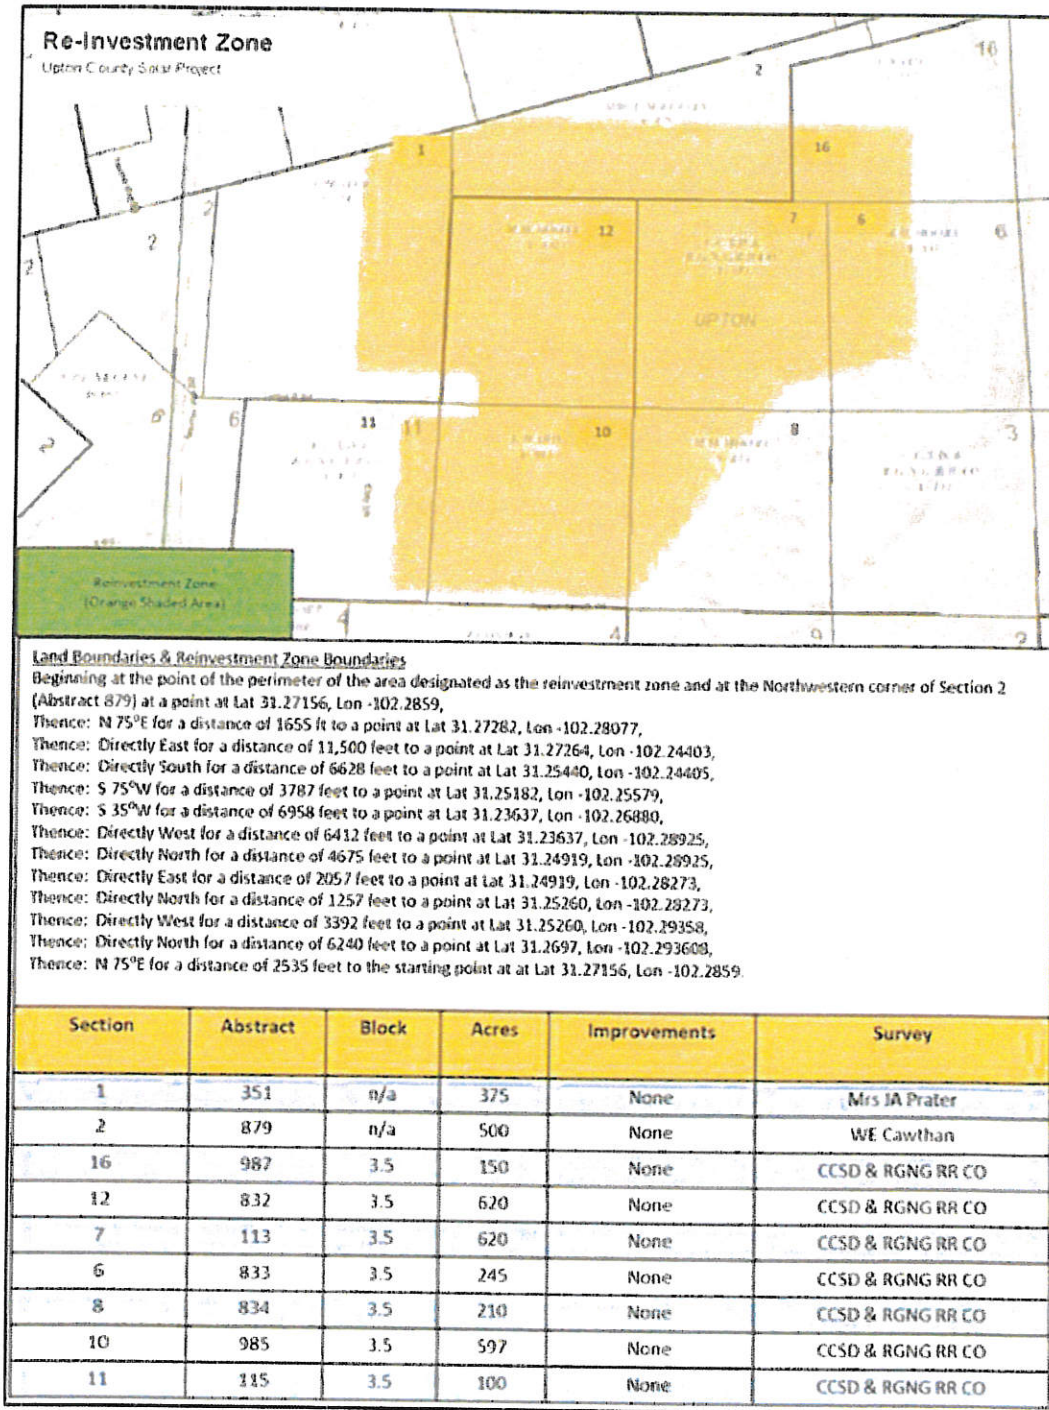 Re-Investment Zone
Upton County Solar Project
16
2
1
16
2
2
2
12
7
6
6
UPTON
6
6
11
11
10
8
3
2
Reinvestment Zone
(Orange Shaded Area)
4
4
9
2
Land Boundaries & Reinvestment Zone Boundaries
Beginning at the point of the perimeter of the area designated as the reinvestment zone and at the Northwestern corner of Section 2
(Abstract 879) at a point at Lat 31.27156, Lon -102.2859,
Thence: N 75°E for a distance of 1655 ft to a point at Lat 31.27282, Lon -102.28077,
Thence: Directly East for a distance of 11,500 feet to a point at Lat 31.27264, Lon -102.24403,
Thence: Directly South for a distance of 6628 feet to a point at Lat 31.25440, Lon -102.24405,
Thence: S 75°W for a distance of 3787 feet to a point at Lat 31.25182, Lon -102.25579,
Thence: S 35°W for a distance of 6958 feet to a point at Lat 31.23637, Lon -102.26880,
Thence: Directly West for a distance of 6412 feet to a point at Lat 31.23637, Lon -102.28925,
Thence: Directly North for a distance of 4675 feet to a point at Lat 31.24919, Lon -102.28925,
Thence: Directly East for a distance of 2057 feet to a point at Lat 31.24919, Lon -102.28273,
Thence: Directly North for a distance of 1257 feet to a point at Lat 31.25260, Lon -102.28273,
Thence: Directly West for a distance of 3392 feet to a point at Lat 31.25260, Lon -102.29358,
Thence: Directly North for a distance of 6240 feet to a point at Lat 31.2697, Lon -102.293608,
Thence: N 75°E for a distance of 2535 feet to the starting point at at Lat 31.27156, Lon -102.2859.
Section Abstract Block Acres Improvements Survey
1 351 n/a 375 None Mrs JA Prater
2 879 n/a 500 None WE Cawthan
16 987 3.5 150 None CCSD & RGNG RR CO
12 832 3.5 620 None CCSD & RGNG RR CO
7 113 3.5 620 None CCSD & RGNG RR CO
6 833 3.5 245 None CCSD & RGNG RR CO
8 834 3.5 210 None CCSD & RGNG RR CO
10 985 3.5 597 None CCSD & RGNG RR CO
11 115 3.5 100 None CCSD & RGNG RR CO